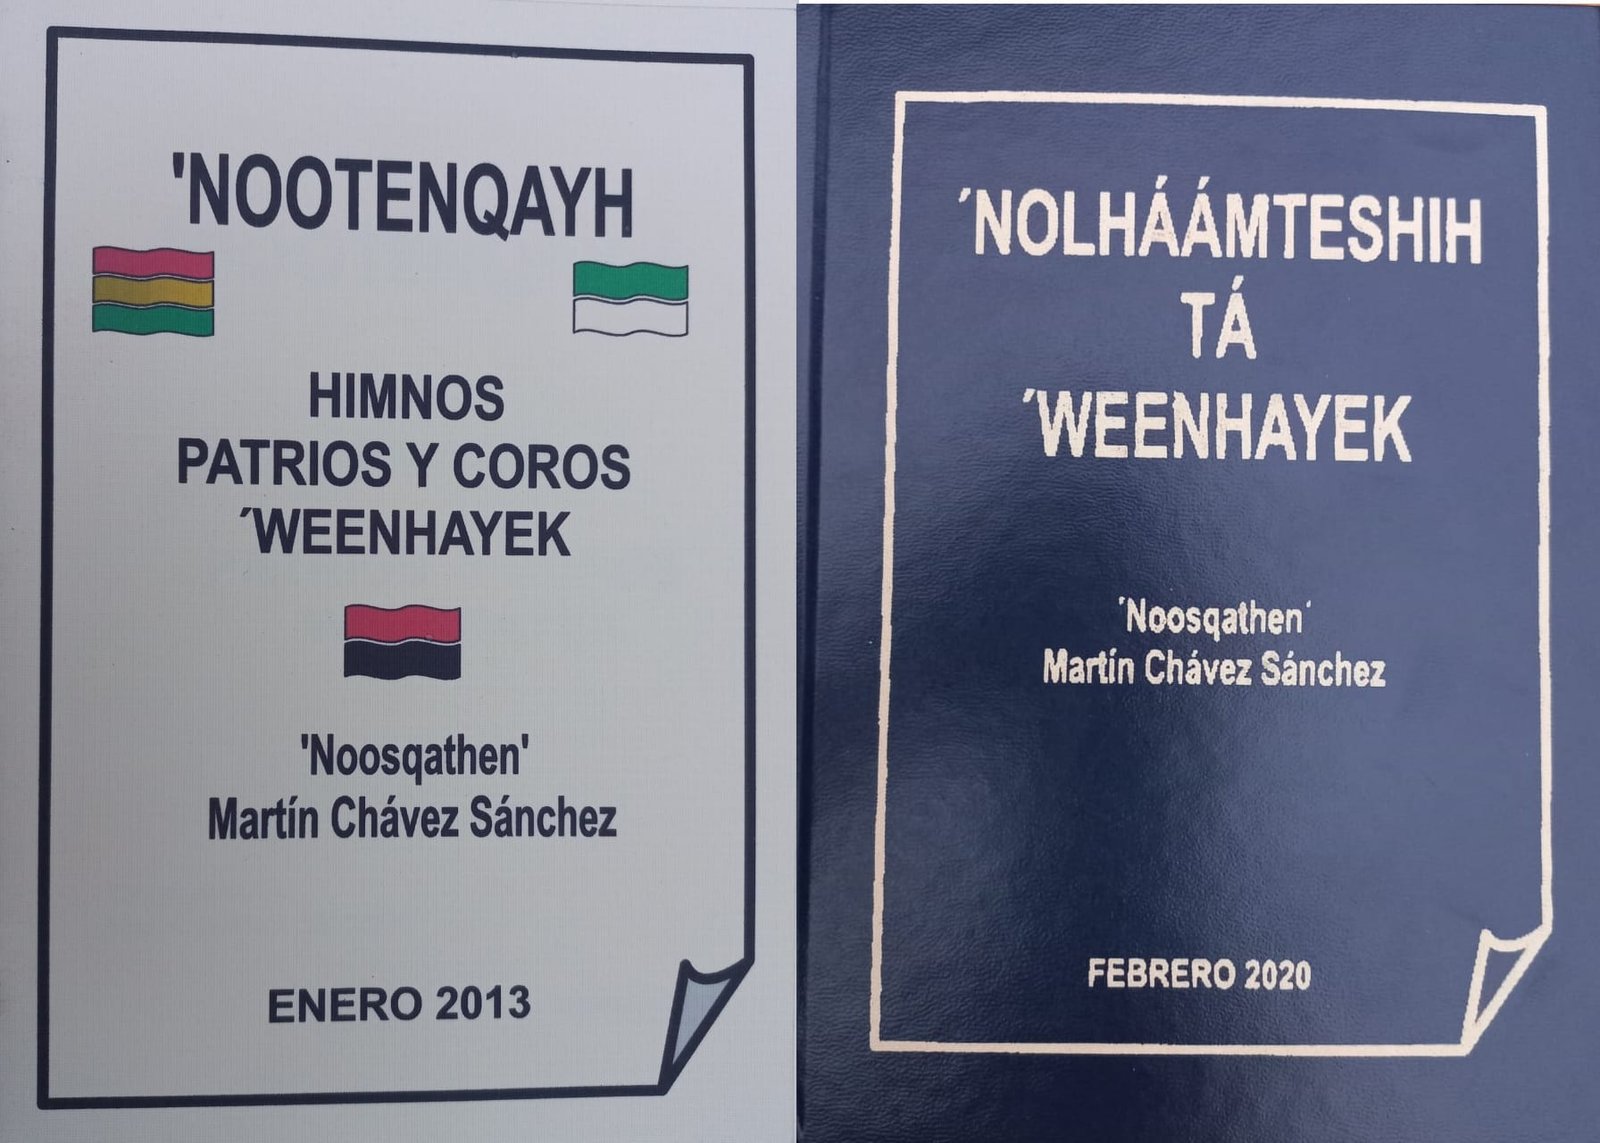 'NOOTENQAYH
HIMNOS
PATRIOS Y COROS
´WEENHAYEK
'Noosqathen'
Martín Chávez Sánchez
ENERO 2013
´NOLHÁÁMTESHIH
TÁ
´WEENHAYEK
´Noosqathen´
Martín Chávez Sánchez
FEBRERO 2020